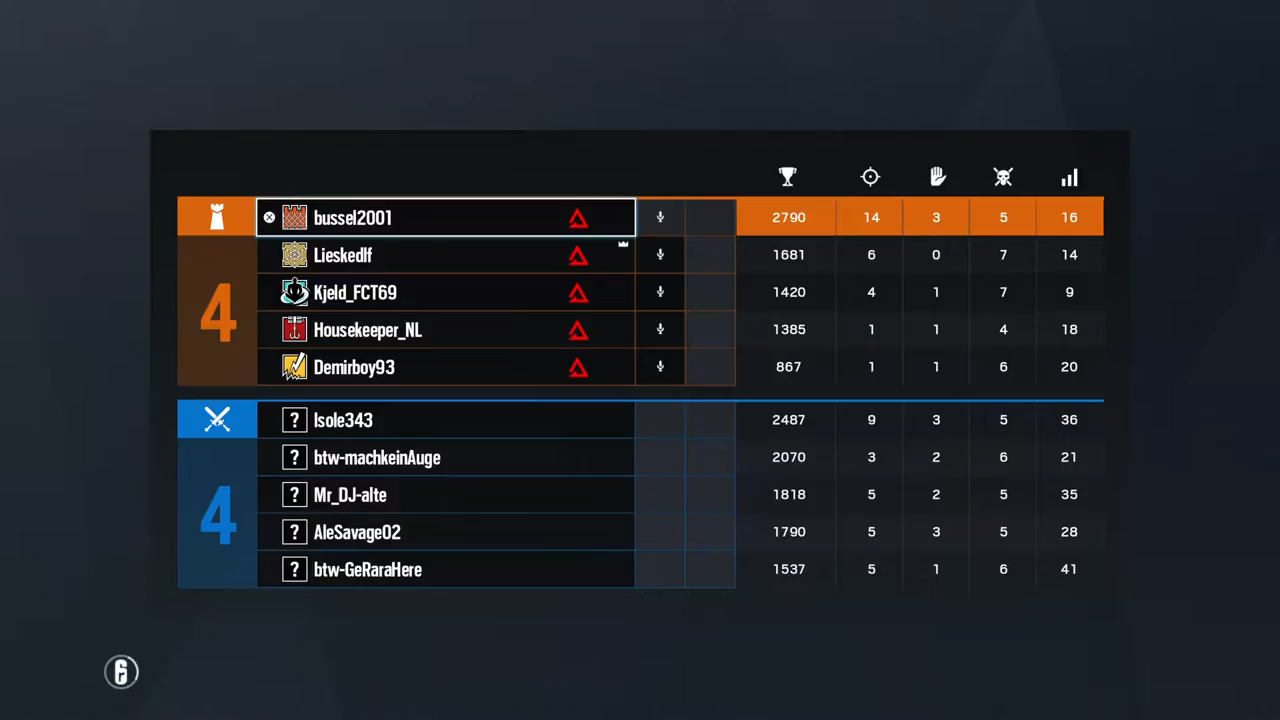 bussel2001 2790 14 3 5 16
Lieskedlf 1681 6 0 7 14
4
Kjeld_FCT69 1420 4 1 7 9
Housekeeper_NL 1385 1 1 4 18
Demirboy93 867 1 1 6 20
? Isole343 2487 9 3 5 36
? btw-machkeinAuge 2070 3 2 6 21
4
? Mr_DJ-alte 1818 5 2 5 35
? AleSavage02 1790 5 3 5 28
? btw-GeRaraHere 1537 5 1 6 41
6